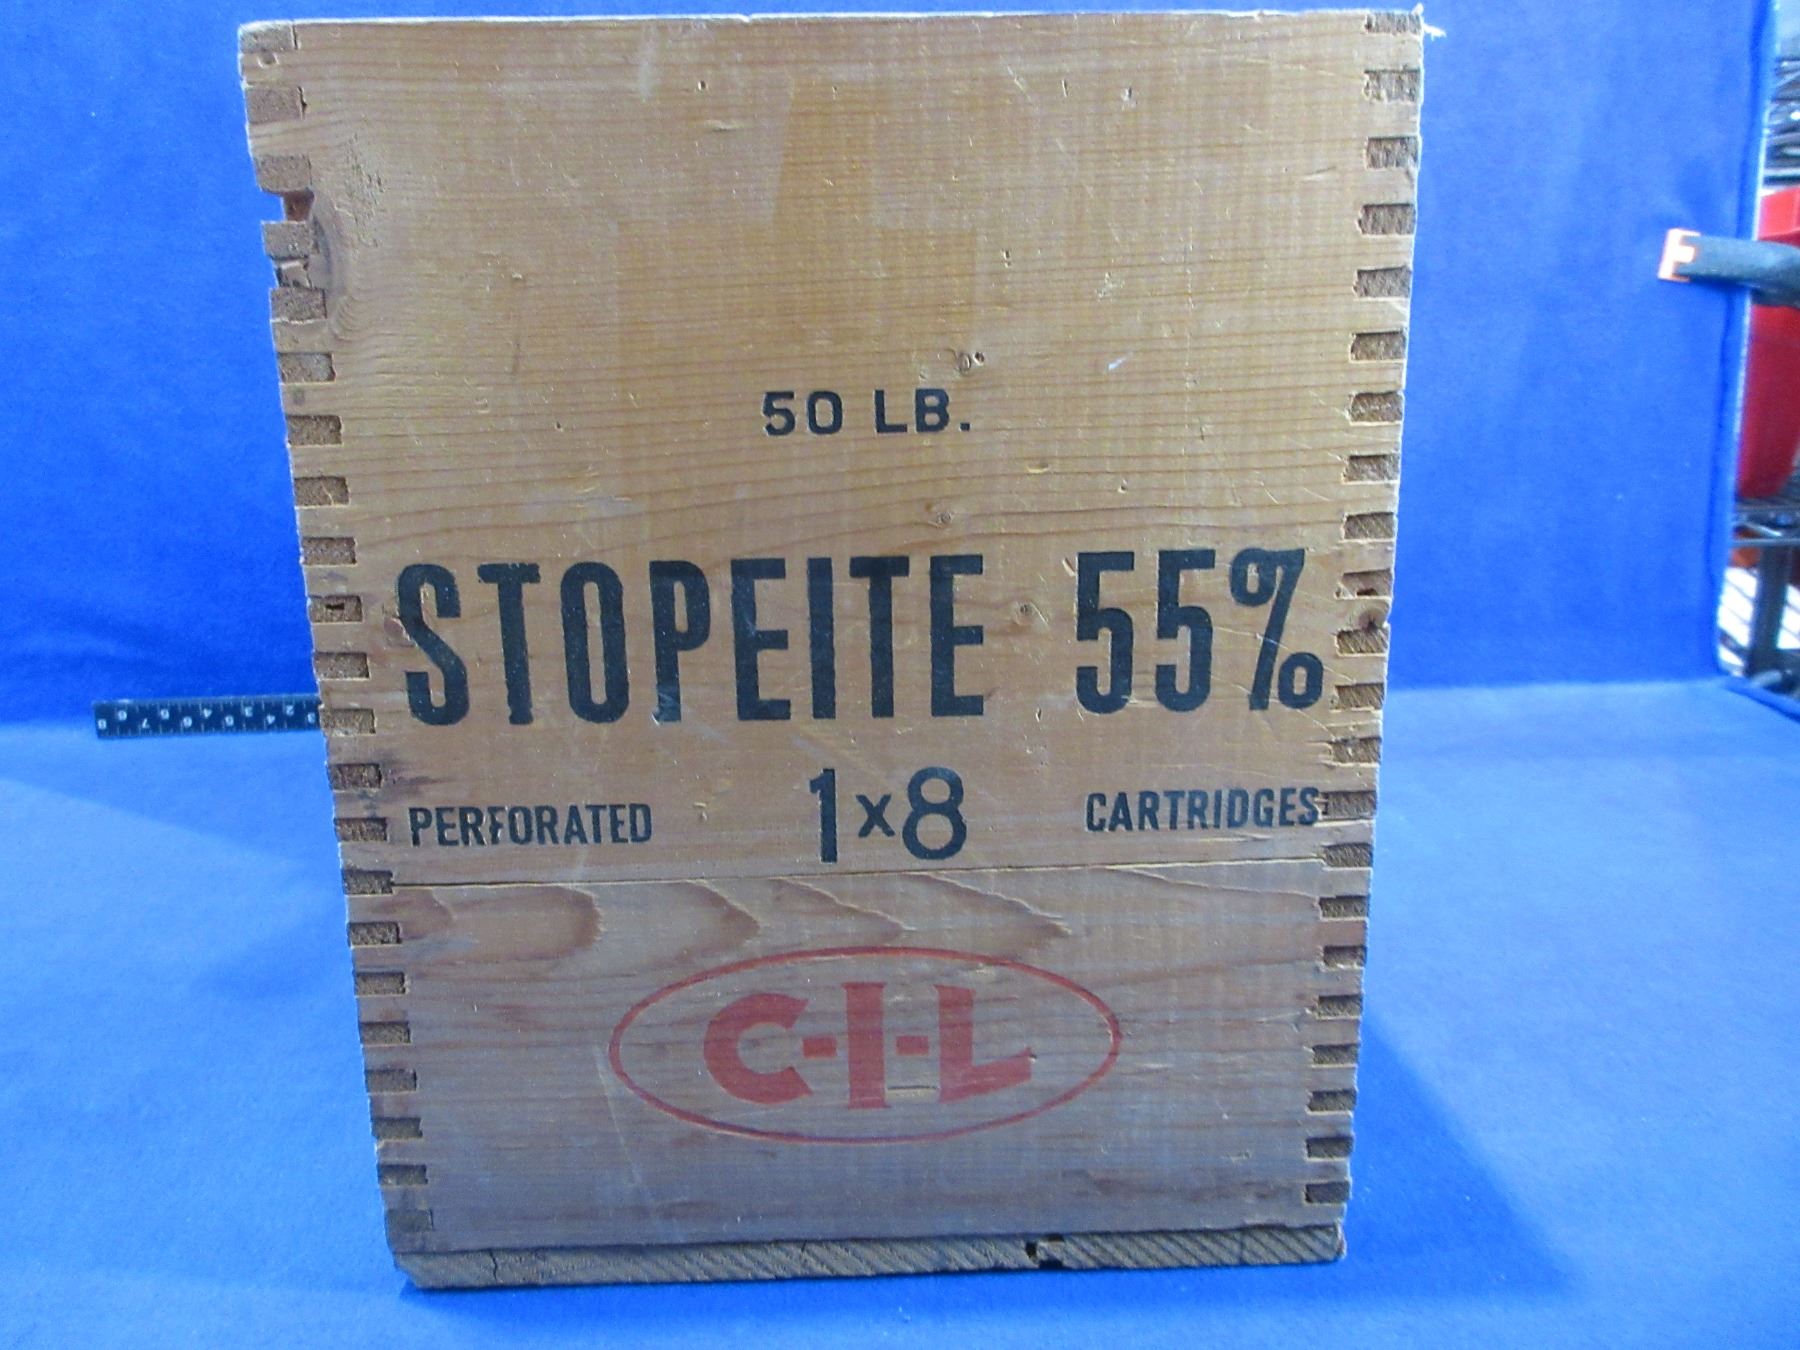 50 LB.
STOPEITE 55%
PERFORATED 1x8 CARTRIDGES
C-I-L